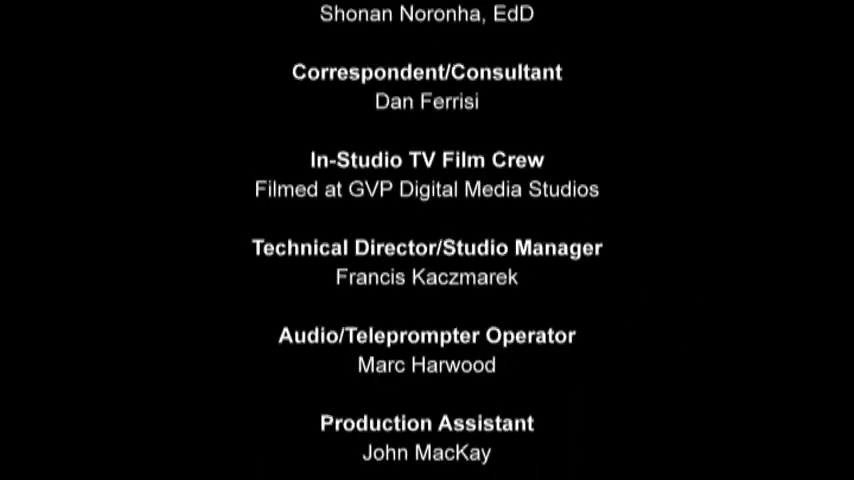 Shonan Noronha, EdD
Correspondent/Consultant
Dan Ferrisi
In-Studio TV Film Crew
Filmed at GVP Digital Media Studios
Technical Director/Studio Manager
Francis Kaczmarek
Audio/Teleprompter Operator
Marc Harwood
Production Assistant
John MacKay